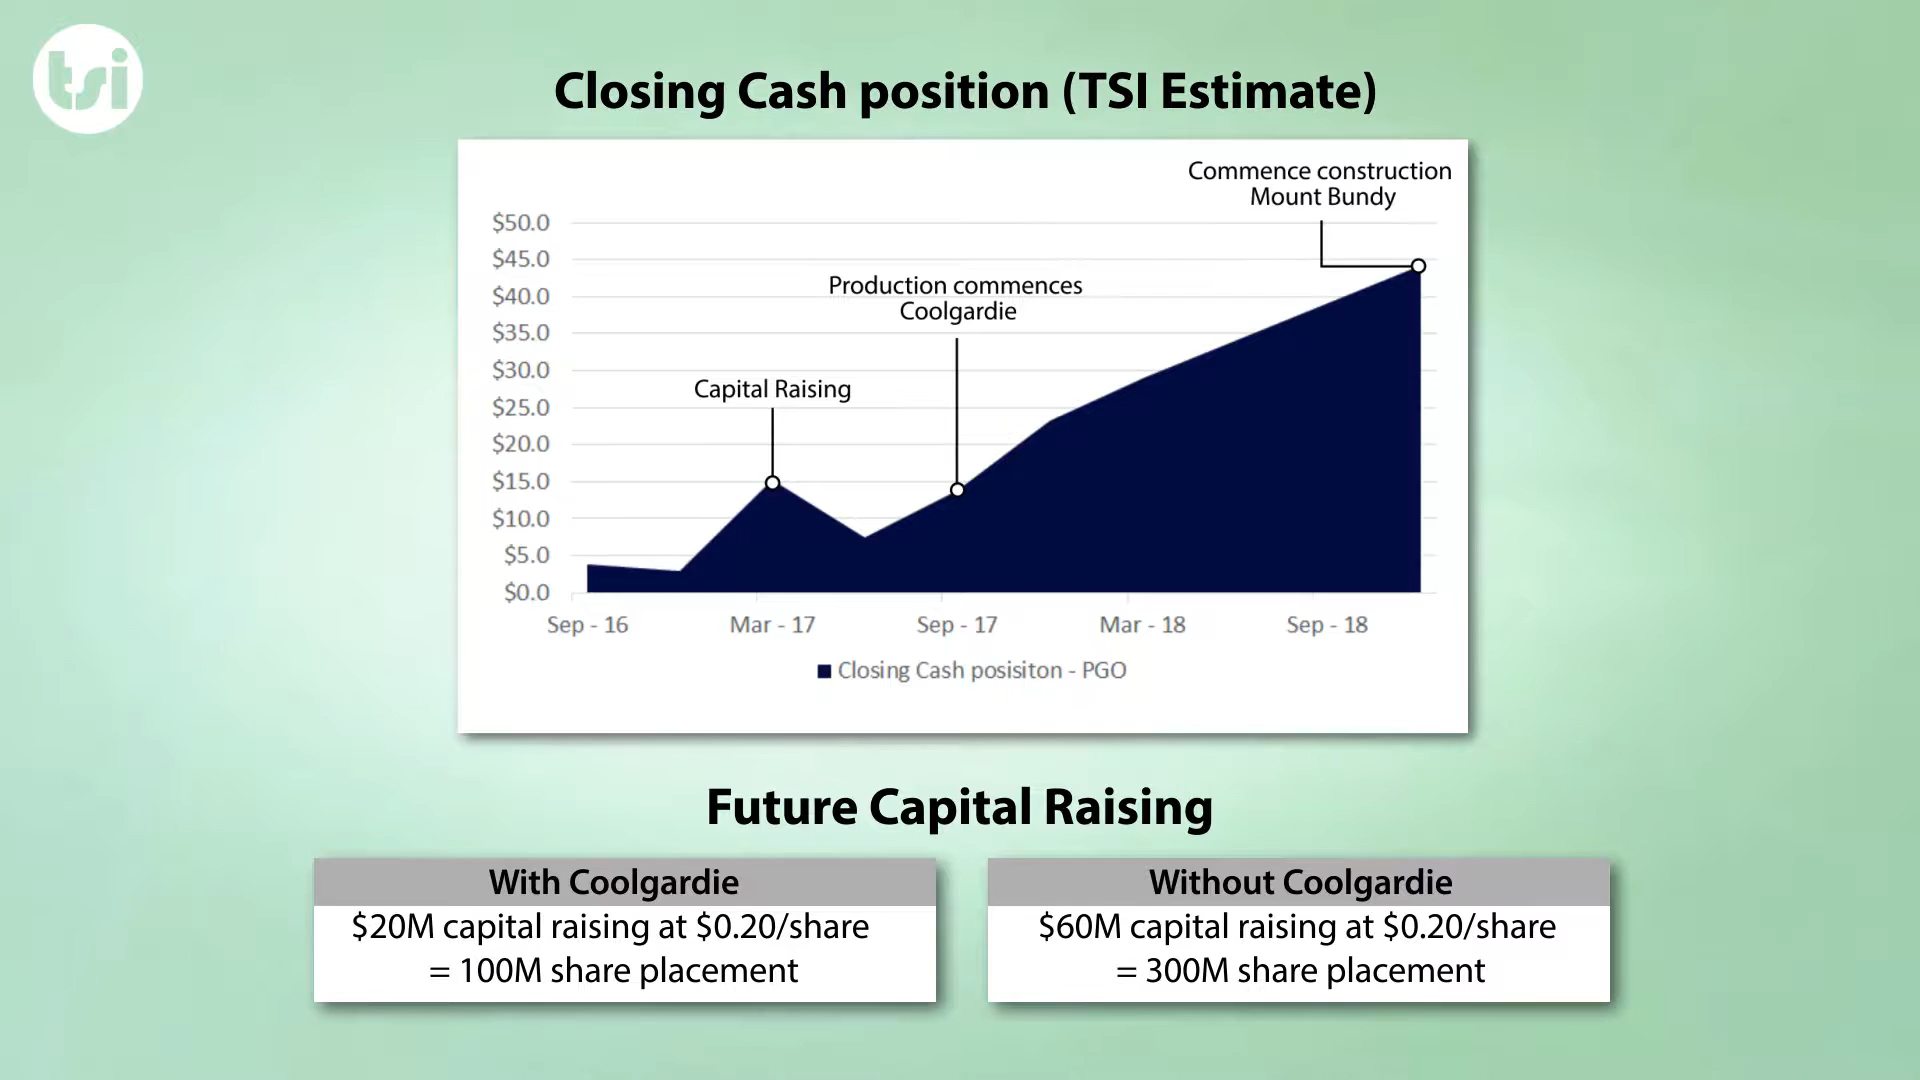 tsi
Closing Cash position (TSI Estimate)
Commence construction
Mount Bundy
$50.0
$45.0
$40.0
$35.0
$30.0
$25.0
$20.0
$15.0
$10.0
$5.0
$0.0
Production commences
Coolgardie
Capital Raising
Sep - 16
Mar - 17
Sep - 17
Mar - 18
Sep - 18
Closing Cash posisiton - PGO
Future Capital Raising
With Coolgardie
$20M capital raising at $0.20/share
= 100M share placement
Without Coolgardie
$60M capital raising at $0.20/share
= 300M share placement